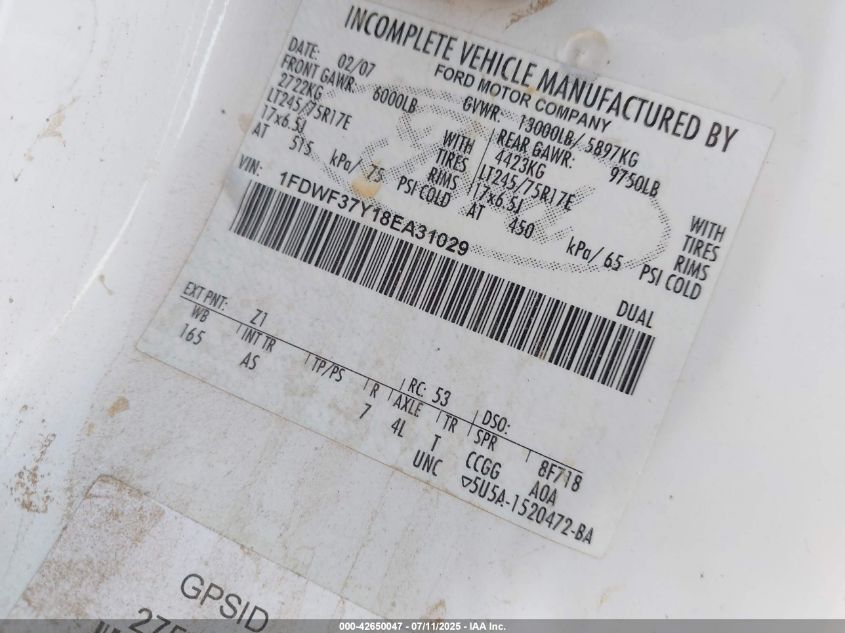 INCOMPLETE VEHICLE MANUFACTURED BY
FORD MOTOR COMPANY
DATE: 02/07 GVWR: 13000LB/ 5897KG
FRONT GAWR: 6000LB REAR GAWR: 9750LB
2722KG WITH 4423KG WITH
LT245/75R17E TIRES LT245/75R17E TIRES
17x6.5J RIMS 17x6.5J RIMS
AT 515 kPa/ 75 PSI COLD AT 450 kPa/ 65 PSI COLD
VIN: 1FDWF37Y18EA31029 DUAL
EXT PNT: Z1 RC: 53 DSO:
WB INT TR TP/PS R AXLE TR SPR 8F718
165 AS 7 4L T CCGG A0A
UNC ▽5U5A-1520472-BA
GPSID
000-42650047 - 07/11/2025 - IAA Inc.